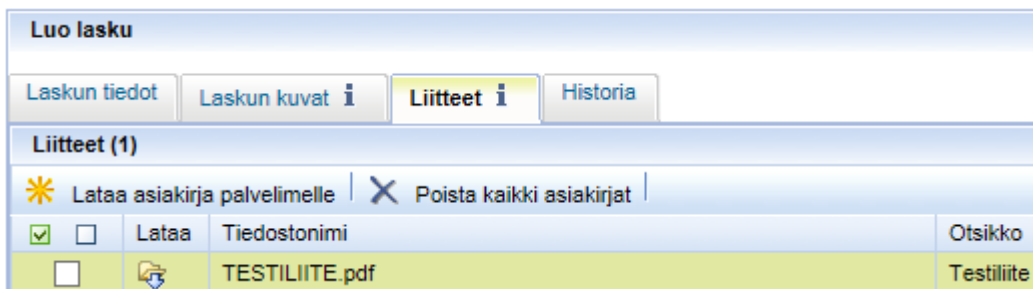 Luo lasku
Laskun tiedot Laskun kuvat i Liitteet i Historia
Liitteet (1)
Lataa asiakirja palvelimelle Poista kaikki asiakirjat
Lataa Tiedostonimi Otsikko
TESTILIITE.pdf Testiliite